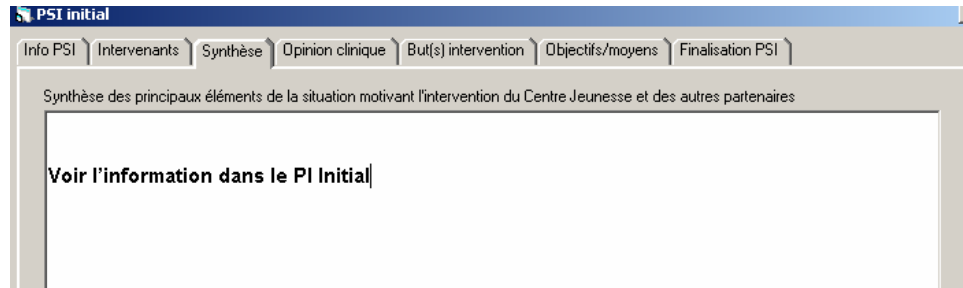 PSI initial
Info PSI Intervenants Synthèse Opinion clinique But(s) intervention Objectifs/moyens Finalisation PSI
Synthèse des principaux éléments de la situation motivant l'intervention du Centre Jeunesse et des autres partenaires
Voir l'information dans le PI Initial